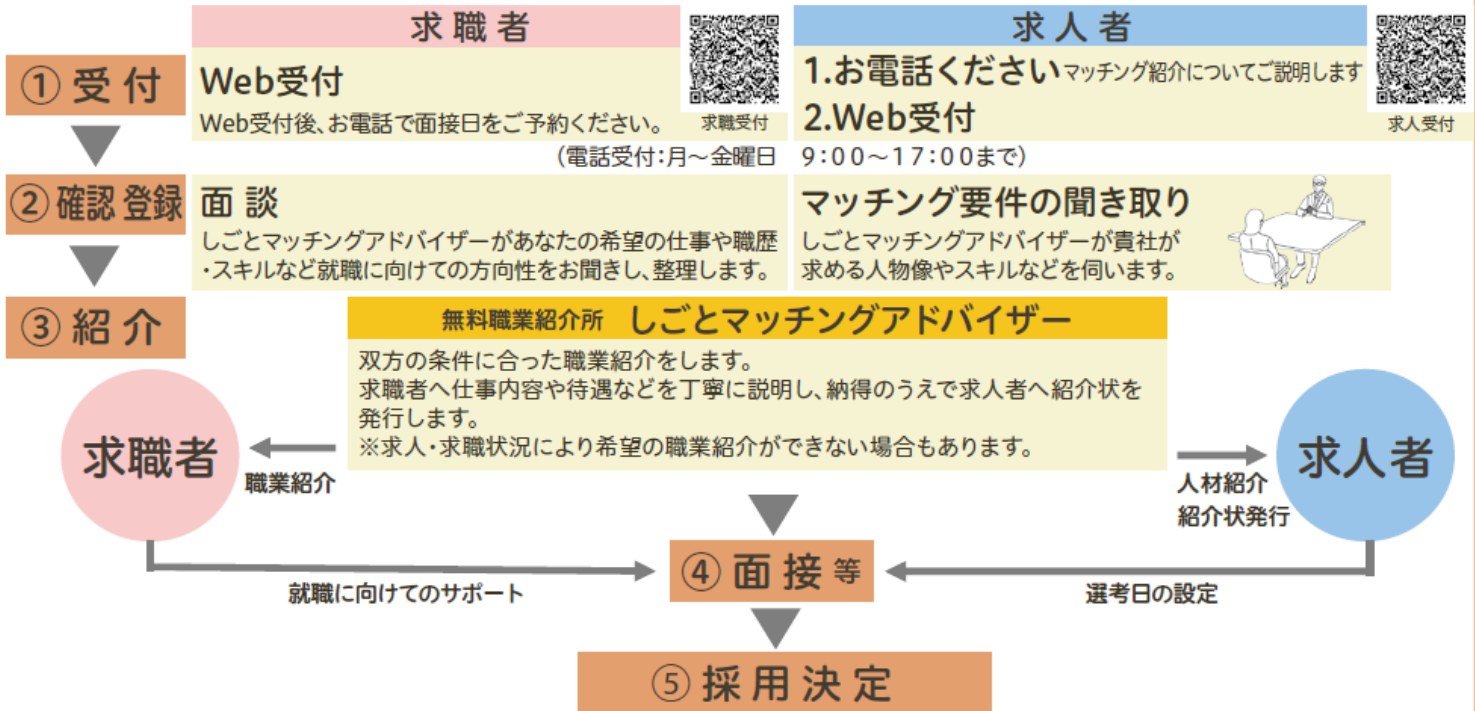 求職者
求人者
①受付
Web受付
Web受付後、お電話で面接日をご予約ください。
求職受付
1.お電話くださいマッチング紹介についてご説明します
2.Web受付
求人受付
(電話受付:月～金曜日　9:00～17:00まで)
②確認 登録
面談
しごとマッチングアドバイザーがあなたの希望の仕事や職歴
・スキルなど就職に向けての方向性をお聞きし、整理します。
マッチング要件の聞き取り
しごとマッチングアドバイザーが貴社が
求める人物像やスキルなどを伺います。
③紹介
無料職業紹介所　しごとマッチングアドバイザー
双方の条件に合った職業紹介をします。
求職者へ仕事内容や待遇などを丁寧に説明し、納得のうえで求人者へ紹介状を
発行します。
※求人・求職状況により希望の職業紹介ができない場合もあります。
求職者
職業紹介
求人者
人材紹介
紹介状発行
④面接等
就職に向けてのサポート
選考日の設定
⑤採用決定